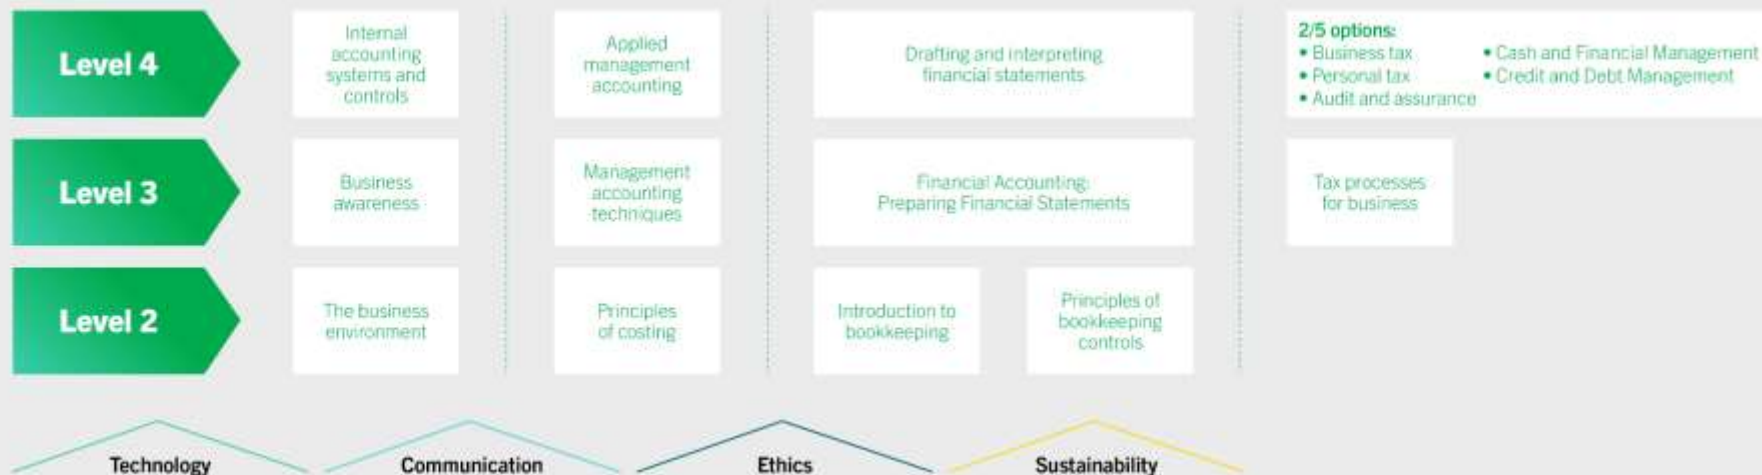 Level 4
Internal
accounting
systems and
controls
Applied
management
accounting
Drafting and interpreting
financial statements
2/5 options:
• Business tax
• Personal tax
• Audit and assurance
• Cash and Financial Management
• Credit and Debt Management
Level 3
Business
awareness
Management
accounting
techniques
Financial Accounting:
Preparing Financial Statements
Tax processes
for business
Level 2
The business
environment
Principles
of costing
Introduction to
bookkeeping
Principles of
bookkeeping
controls
Technology
Communication
Ethics
Sustainability